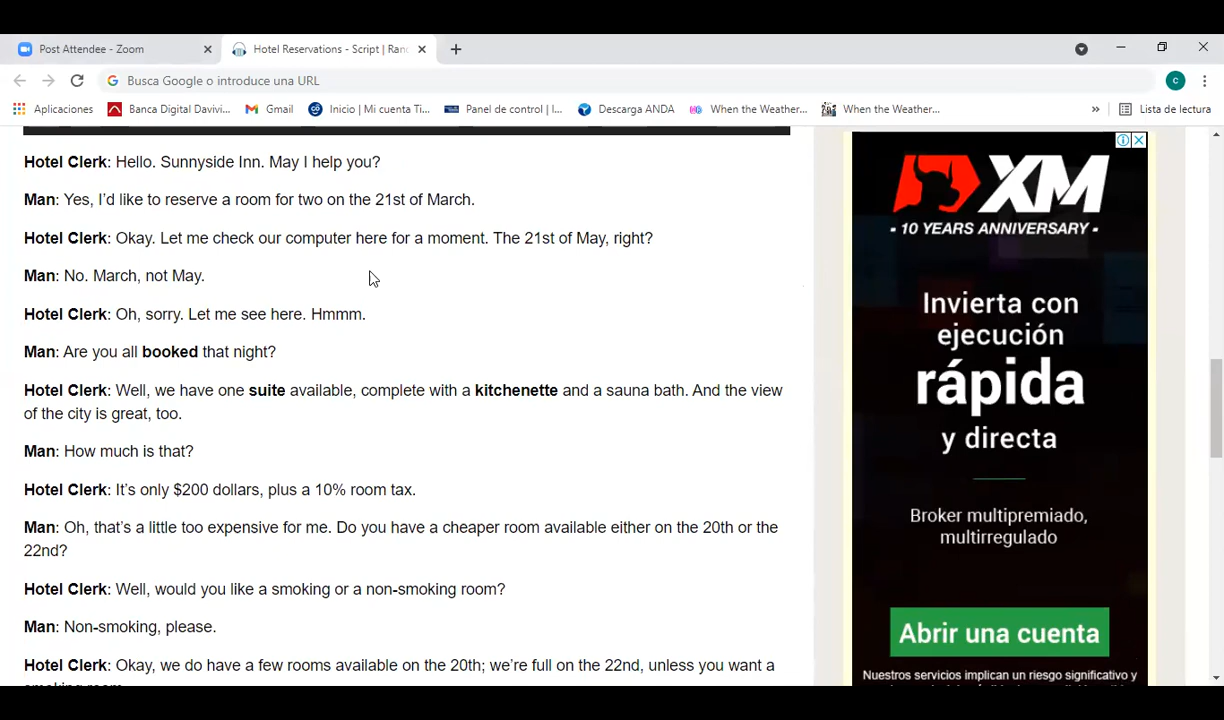 Post Attendee - Zoom
Hotel Reservations - Script | Ran
Busca Google o introduce una URL
Aplicaciones
Banca Digital Davivi...
Gmail
Inicio | Mi cuenta Ti...
Panel de control | I...
Descarga ANDA
When the Weather...
When the Weather...
Lista de lectura
C
Hotel Clerk: Hello. Sunnyside Inn. May I help you?
Man: Yes, I'd like to reserve a room for two on the 21st of March.
Hotel Clerk: Okay. Let me check our computer here for a moment. The 21st of May, right?
Man: No. March, not May.
Hotel Clerk: Oh, sorry. Let me see here. Hmmm.
Man: Are you all booked that night?
Hotel Clerk: Well, we have one suite available, complete with a kitchenette and a sauna bath. And the view
of the city is great, too.
Man: How much is that?
Hotel Clerk: It's only $200 dollars, plus a 10% room tax.
Man: Oh, that's a little too expensive for me. Do you have a cheaper room available either on the 20th or the
22nd?
Hotel Clerk: Well, would you like a smoking or a non-smoking room?
Man: Non-smoking, please.
Hotel Clerk: Okay, we do have a few rooms available on the 20th; we're full on the 22nd, unless you want a
XM
- 10 YEARS ANNIVERSARY -
Invierta con
ejecución
rápida
y directa
Broker multipremiado,
multirregulado
Abrir una cuenta
Nuestros servicios implican un riesgo significativo y